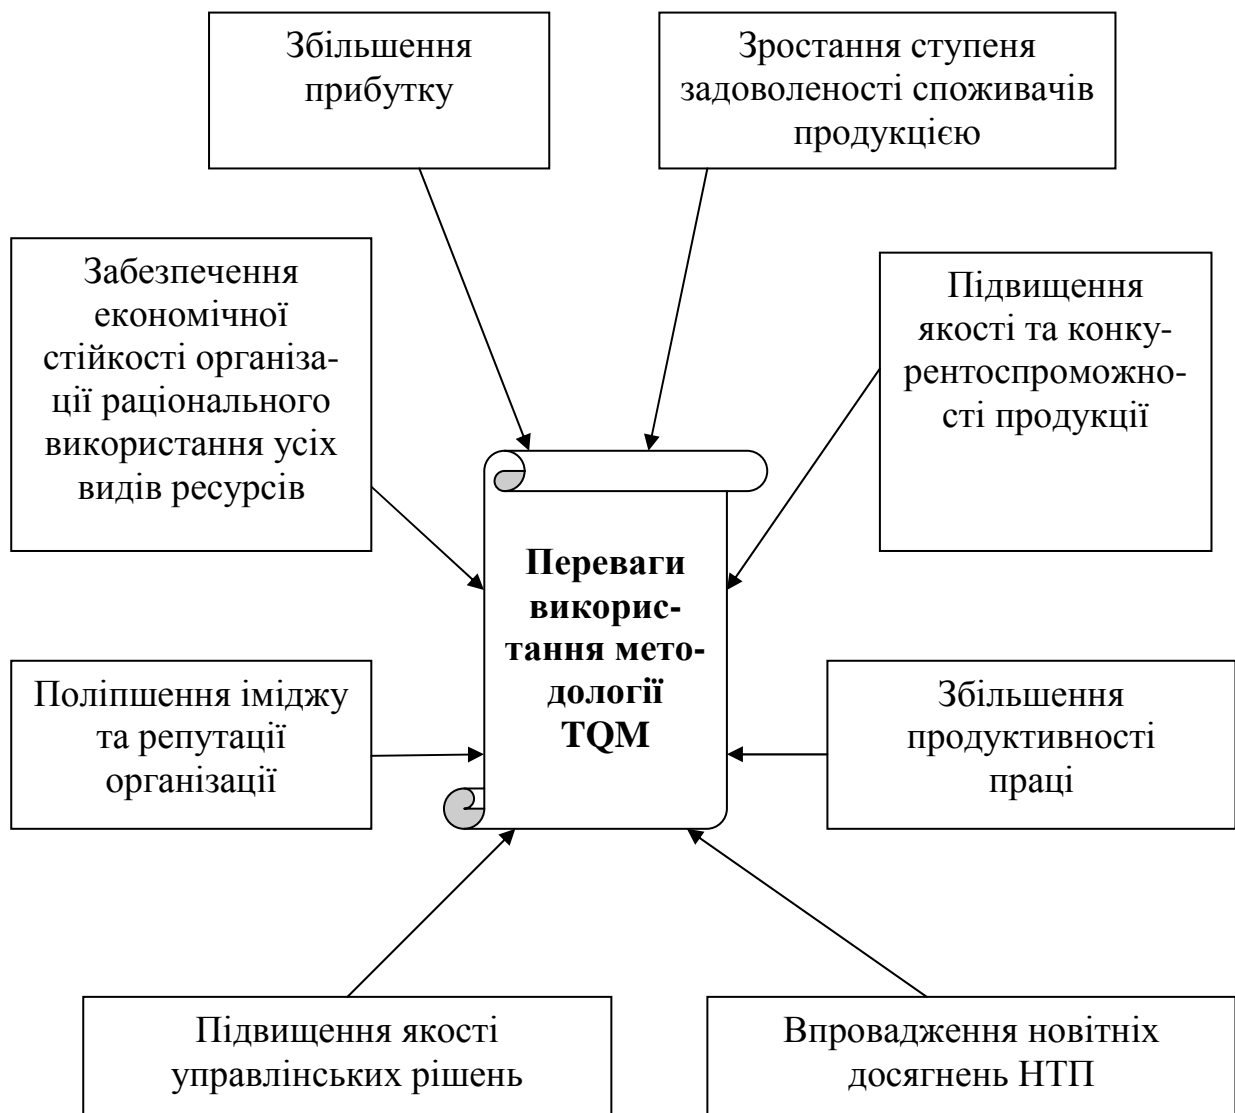 Збільшення
прибутку
Зростання ступеня
задоволеності споживачів
продукцією
Забезпечення
економічної
стійкості організа-
ції раціонального
використання усіх
видів ресурсів
Підвищення
якості та конку-
рентоспроможно-
сті продукції
Переваги
викорис-
тання мето-
дології
TQM
Поліпшення іміджу
та репутації
організації
Збільшення
продуктивності
праці
Підвищення якості
управлінських рішень
Впровадження новітніх
досягнень НТП